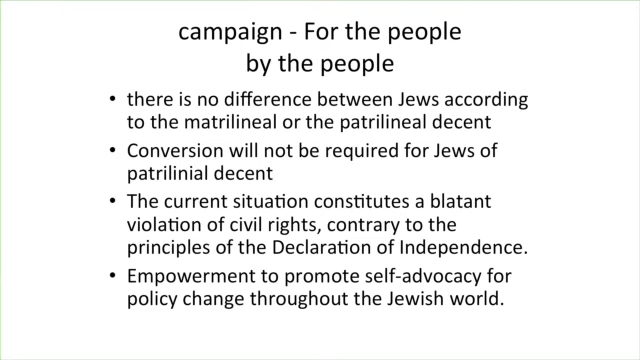 campaign - For the people
by the people
• there is no difference between Jews according
to the matrilineal or the patrilineal decent
• Conversion will not be required for Jews of
patrilinial decent
• The current situation constitutes a blatant
violation of civil rights, contrary to the
principles of the Declaration of Independence.
• Empowerment to promote self-advocacy for
policy change throughout the Jewish world.